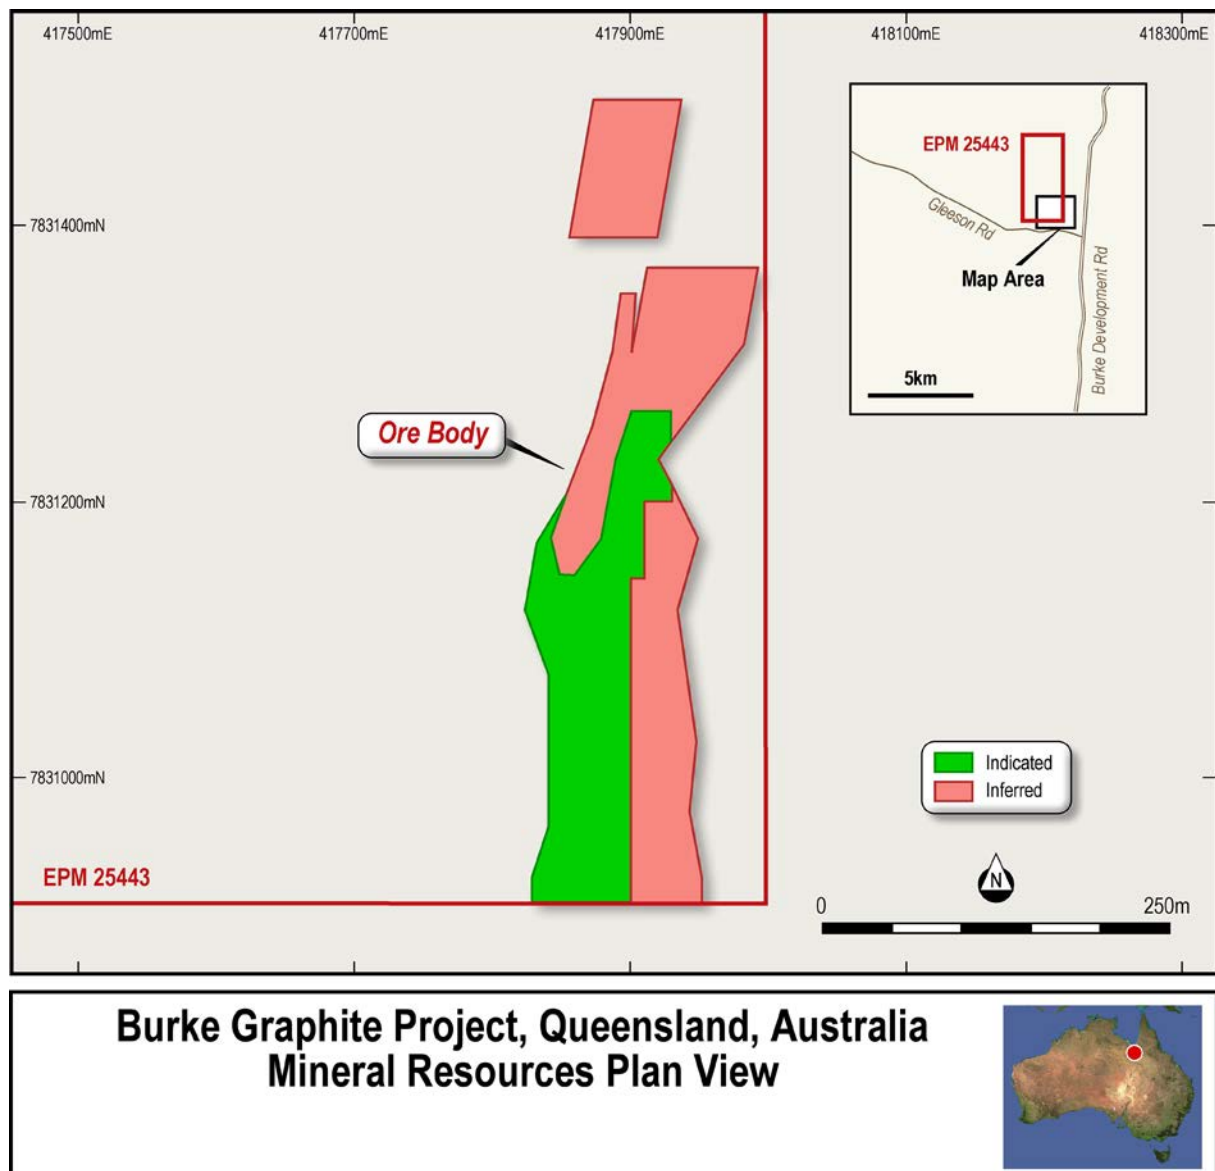 417500mE
417700mE
417900mE
418100mE
418300mE
7831400mN
7831200mN
7831000mN
EPM 25443
Gleeson Rd
Burke Development Rd
Map Area
5km
Ore Body
Indicated
Inferred
EPM 25443
N
0
250m
Burke Graphite Project, Queensland, Australia
Mineral Resources Plan View